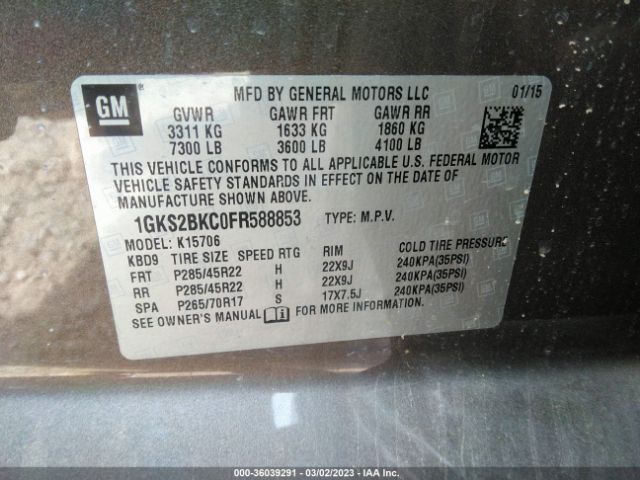 GM
MFD BY GENERAL MOTORS LLC 01/15
GVWR GAWR FRT GAWR RR
3311 KG 1633 KG 1860 KG
7300 LB 3600 LB 4100 LB
THIS VEHICLE CONFORMS TO ALL APPLICABLE U.S. FEDERAL MOTOR
VEHICLE SAFETY STANDARDS IN EFFECT ON THE DATE OF
MANUFACTURE SHOWN ABOVE.
1GKS2BKC0FR588853 TYPE: M.P.V.
MODEL: K15706
KBD9 TIRE SIZE SPEED RTG RIM COLD TIRE PRESSURE
FRT P285/45R22 H 22X9J 240KPA(35PSI)
RR P285/45R22 H 22X9J 240KPA(35PSI)
SPA P265/70R17 S 17X7.5J 240KPA(35PSI)
SEE OWNER'S MANUAL FOR MORE INFORMATION.
000-36039291 - 03/02/2023 - IAA Inc.